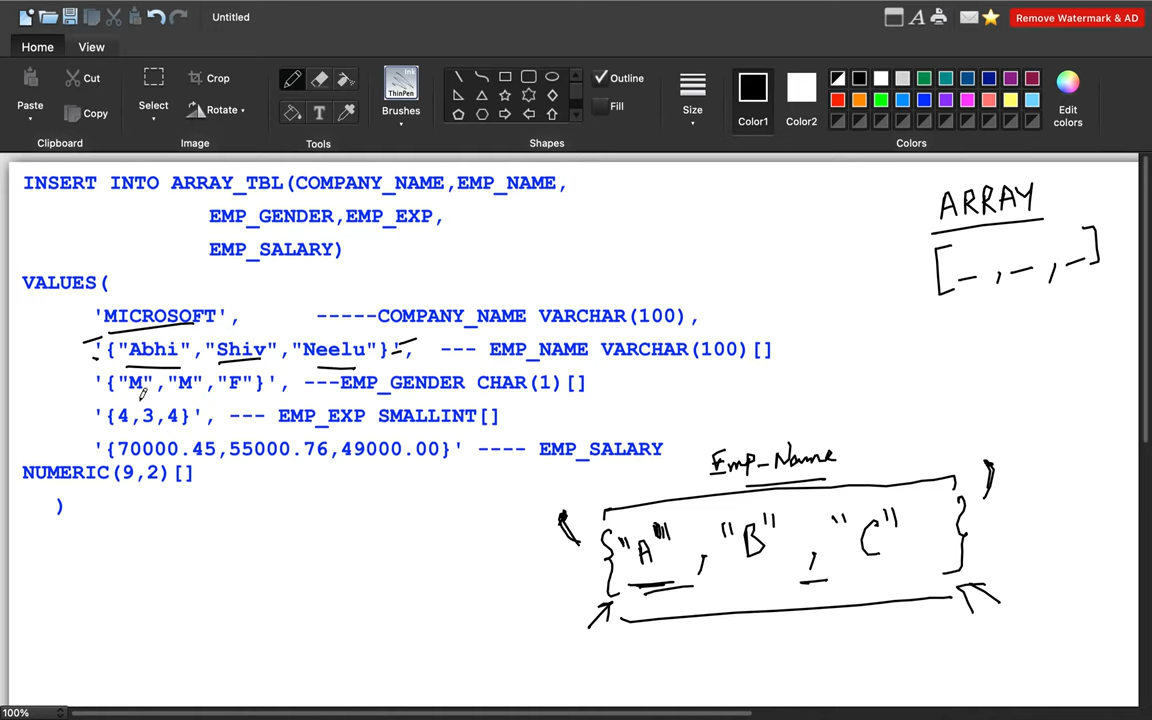 Untitled
Remove Watermark & AD
Home View
Paste
Cut
Copy
Clipboard
Select
Crop
Rotate
Image
Tools
Ink
ThinPen
Brushes
Outline
Fill
Shapes
Size
Color1
Color2
Edit
colors
Colors
INSERT INTO ARRAY_TBL(COMPANY_NAME,EMP_NAME,
EMP_GENDER,EMP_EXP,
EMP_SALARY)
VALUES(
'MICROSOFT', -----COMPANY_NAME VARCHAR(100),
'{"Abhi","Shiv","Neelu"}', --- EMP_NAME VARCHAR(100)[]
'{"M","M","F"}', ---EMP_GENDER CHAR(1)[]
'{4,3,4}', --- EMP_EXP SMALLINT[]
'{70000.45,55000.76,49000.00}' ---- EMP_SALARY
NUMERIC(9,2)[]
)
ARRAY
[_,_,_]
Emp_Name
'{"A","B","C"}'
100%